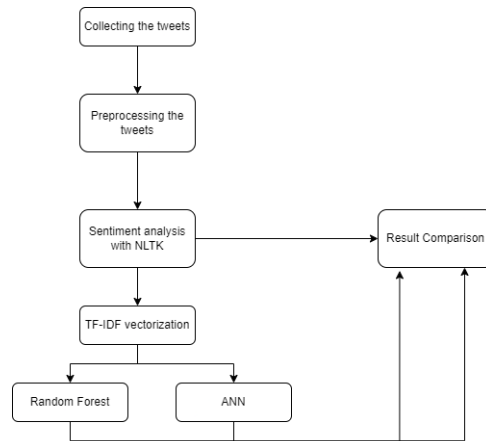 Collecting the tweets
Preprocessing the
tweets
Sentiment analysis
with NLTK
Result Comparison
TF-IDF vectorization
Random Forest
ANN